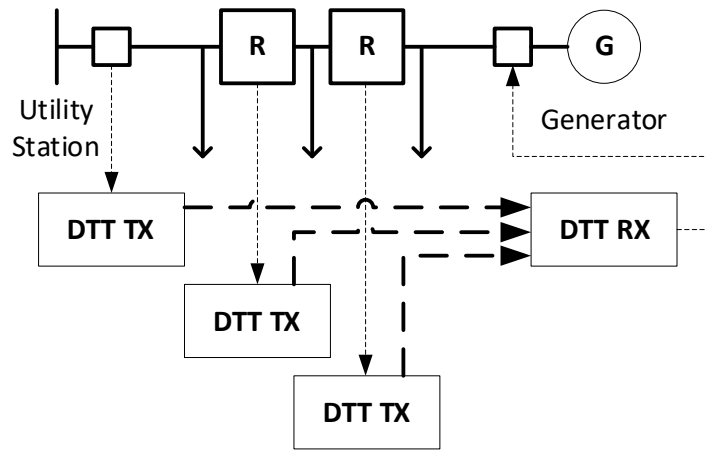 R
R
G
Utility
Station
Generator
DTT TX
DTT RX
DTT TX
DTT TX